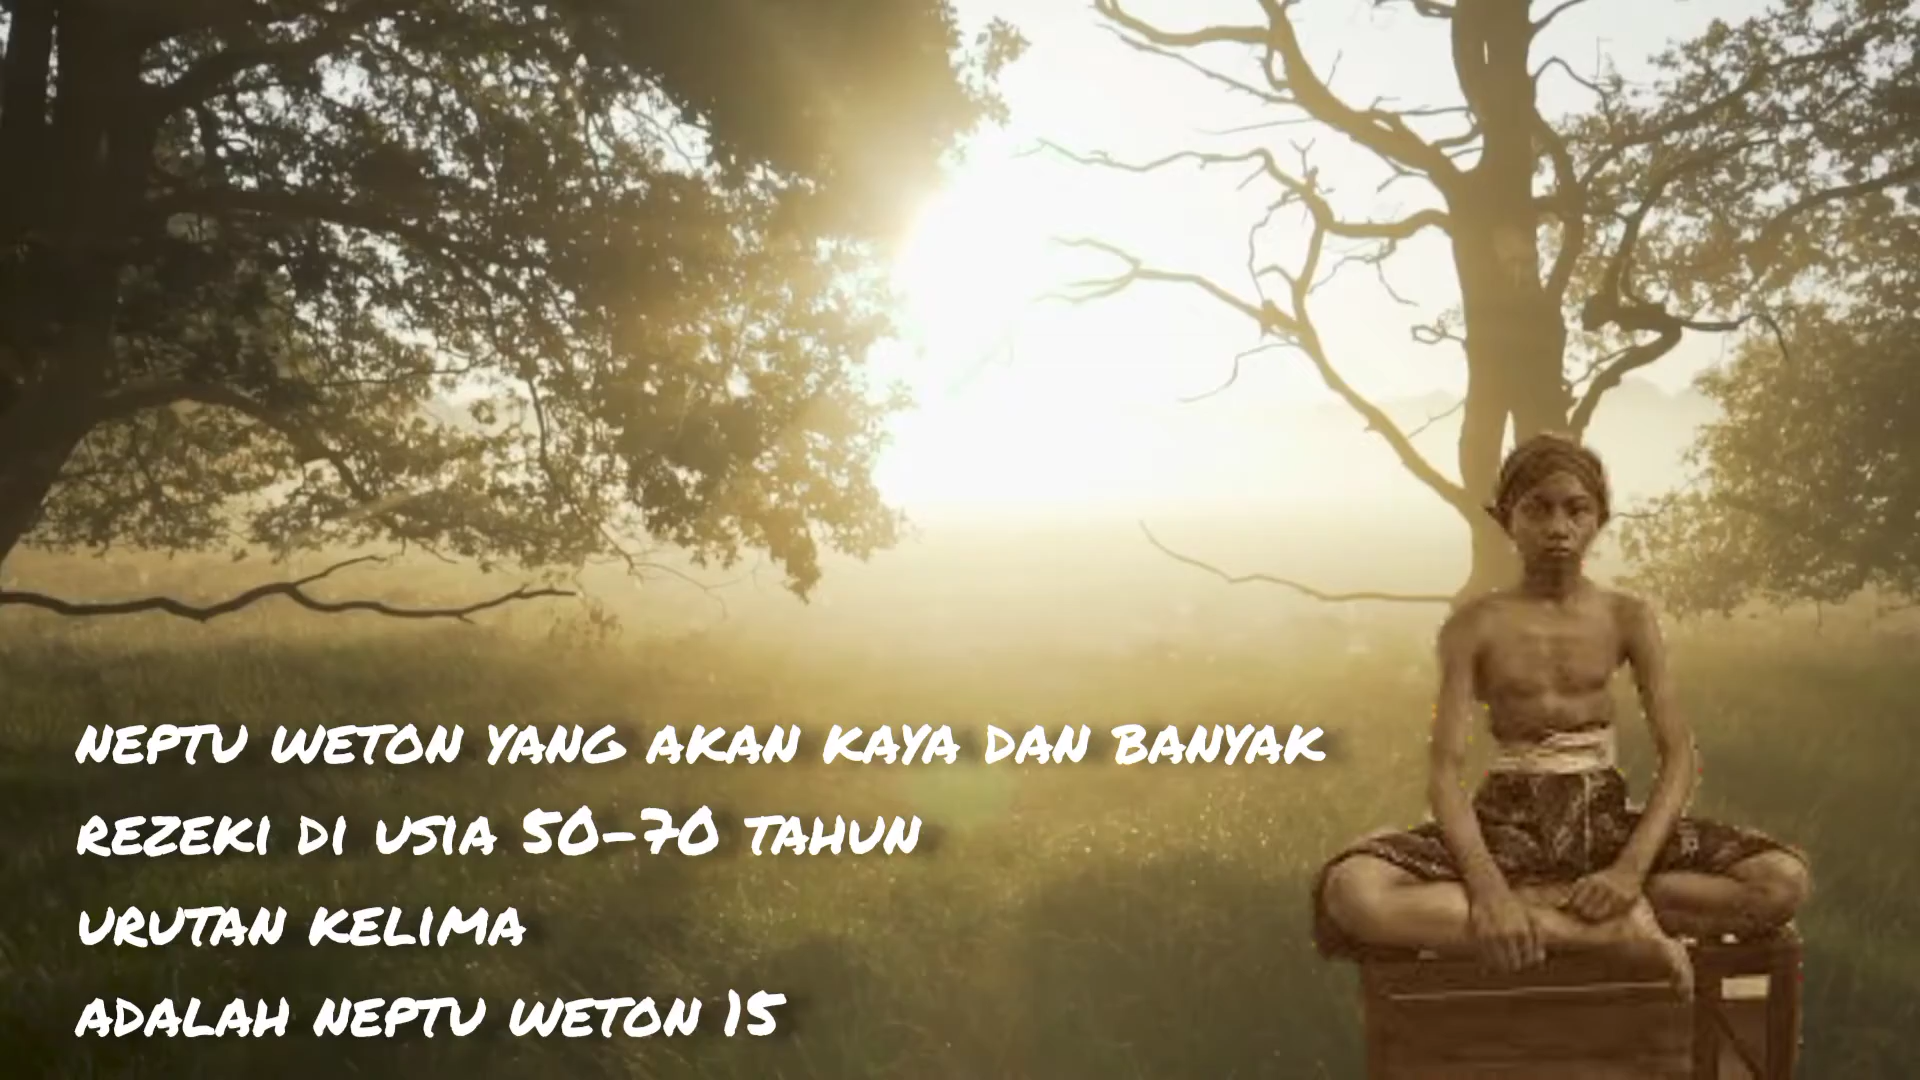 NEPTU WETON YANG AKAN KAYA DAN BANYAK
REZEKI DI USIA 50-70 TAHUN
URUTAN KELIMA
ADALAH NEPTU WETON 15